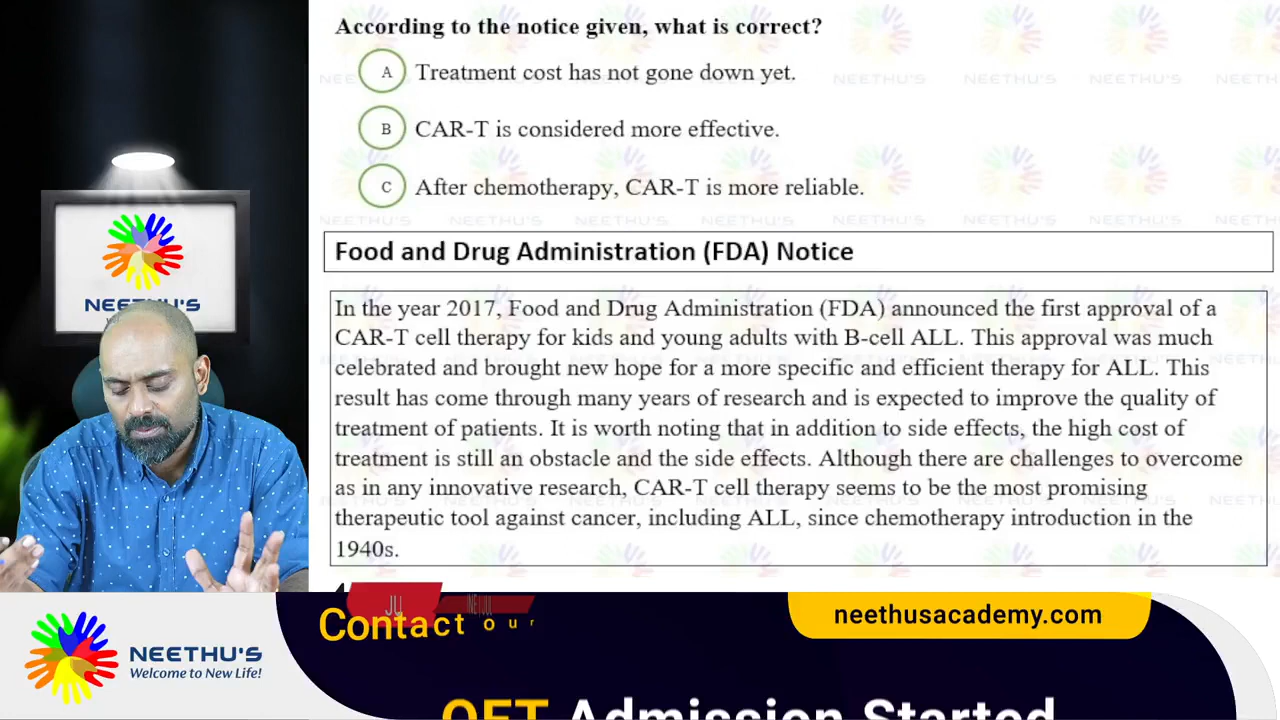 According to the notice given, what is correct?
A Treatment cost has not gone down yet.
B CAR-T is considered more effective.
C After chemotherapy, CAR-T is more reliable.
NEETHU'S
Food and Drug Administration (FDA) Notice
In the year 2017, Food and Drug Administration (FDA) announced the first approval of a
CAR-T cell therapy for kids and young adults with B-cell ALL. This approval was much
celebrated and brought new hope for a more specific and efficient therapy for ALL. This
result has come through many years of research and is expected to improve the quality of
treatment of patients. It is worth noting that in addition to side effects, the high cost of
treatment is still an obstacle and the side effects. Although there are challenges to overcome
as in any innovative research, CAR-T cell therapy seems to be the most promising
therapeutic tool against cancer, including ALL, since chemotherapy introduction in the
1940s.
Contact our
neethusacademy.com
NEETHU'S
Welcome to New Life!
OET Admission Started